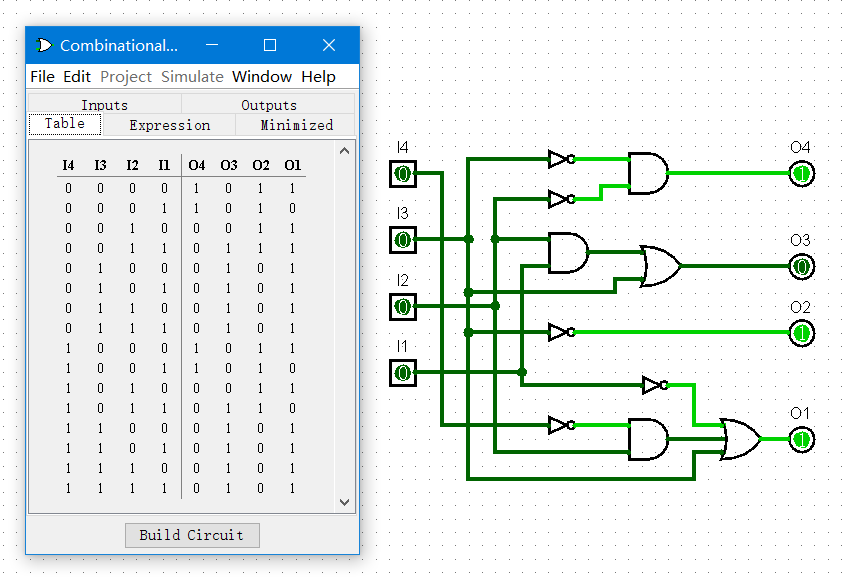 Combinational...
File Edit Project Simulate Window Help
Inputs Outputs
Table Expression Minimized
I4 I3 I2 I1 O4 O3 O2 O1
0 0 0 0 1 0 1 1
0 0 0 1 1 0 1 0
0 0 1 0 0 0 1 1
0 0 1 1 0 1 1 1
0 1 0 0 0 1 0 1
0 1 0 1 0 1 0 1
0 1 1 0 0 1 0 1
0 1 1 1 0 1 0 1
1 0 0 0 1 0 1 1
1 0 0 1 1 0 1 0
1 0 1 0 0 0 1 1
1 0 1 1 0 1 1 0
1 1 0 0 0 1 0 1
1 1 0 1 0 1 0 1
1 1 1 0 0 1 0 1
1 1 1 1 0 1 0 1
Build Circuit
I4
0
I3
0
I2
0
I1
0
O4
1
O3
0
O2
1
O1
1